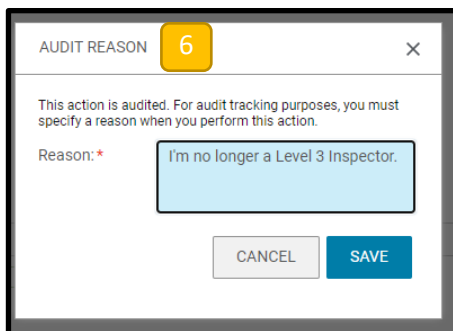 AUDIT REASON 6
This action is audited. For audit tracking purposes, you must
specify a reason when you perform this action.
Reason:* I'm no longer a Level 3 Inspector.
CANCEL SAVE